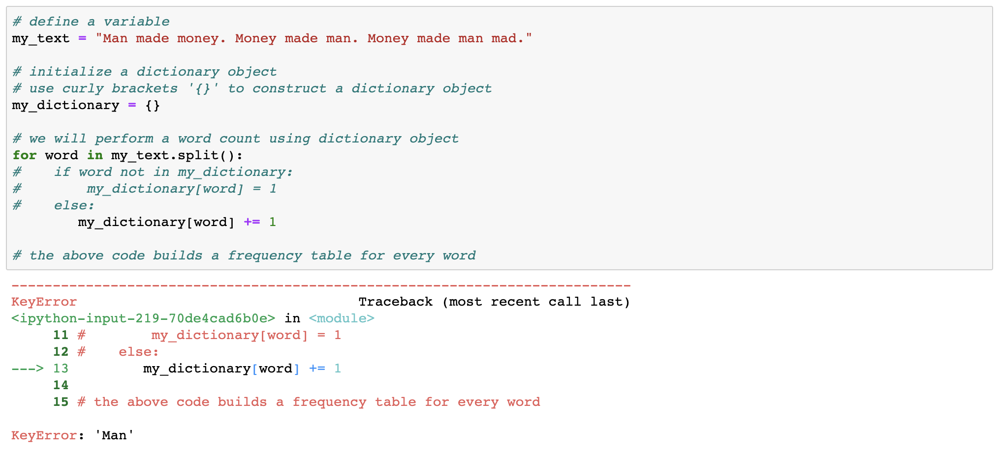 # define a variable
my_text = "Man made money. Money made man. Money made man mad."

# initialize a dictionary object
# use curly brackets '{}' to construct a dictionary object
my_dictionary = {}

# we will perform a word count using dictionary object
for word in my_text.split():
#    if word not in my_dictionary:
#        my_dictionary[word] = 1
#    else:
        my_dictionary[word] += 1

# the above code builds a frequency table for every word
---------------------------------------------------------------------------
KeyError                                  Traceback (most recent call last)
<ipython-input-219-70de4cad6b0e> in <module>
     11 #        my_dictionary[word] = 1
     12 #    else:
---> 13         my_dictionary[word] += 1
     14 
     15 # the above code builds a frequency table for every word

KeyError: 'Man'